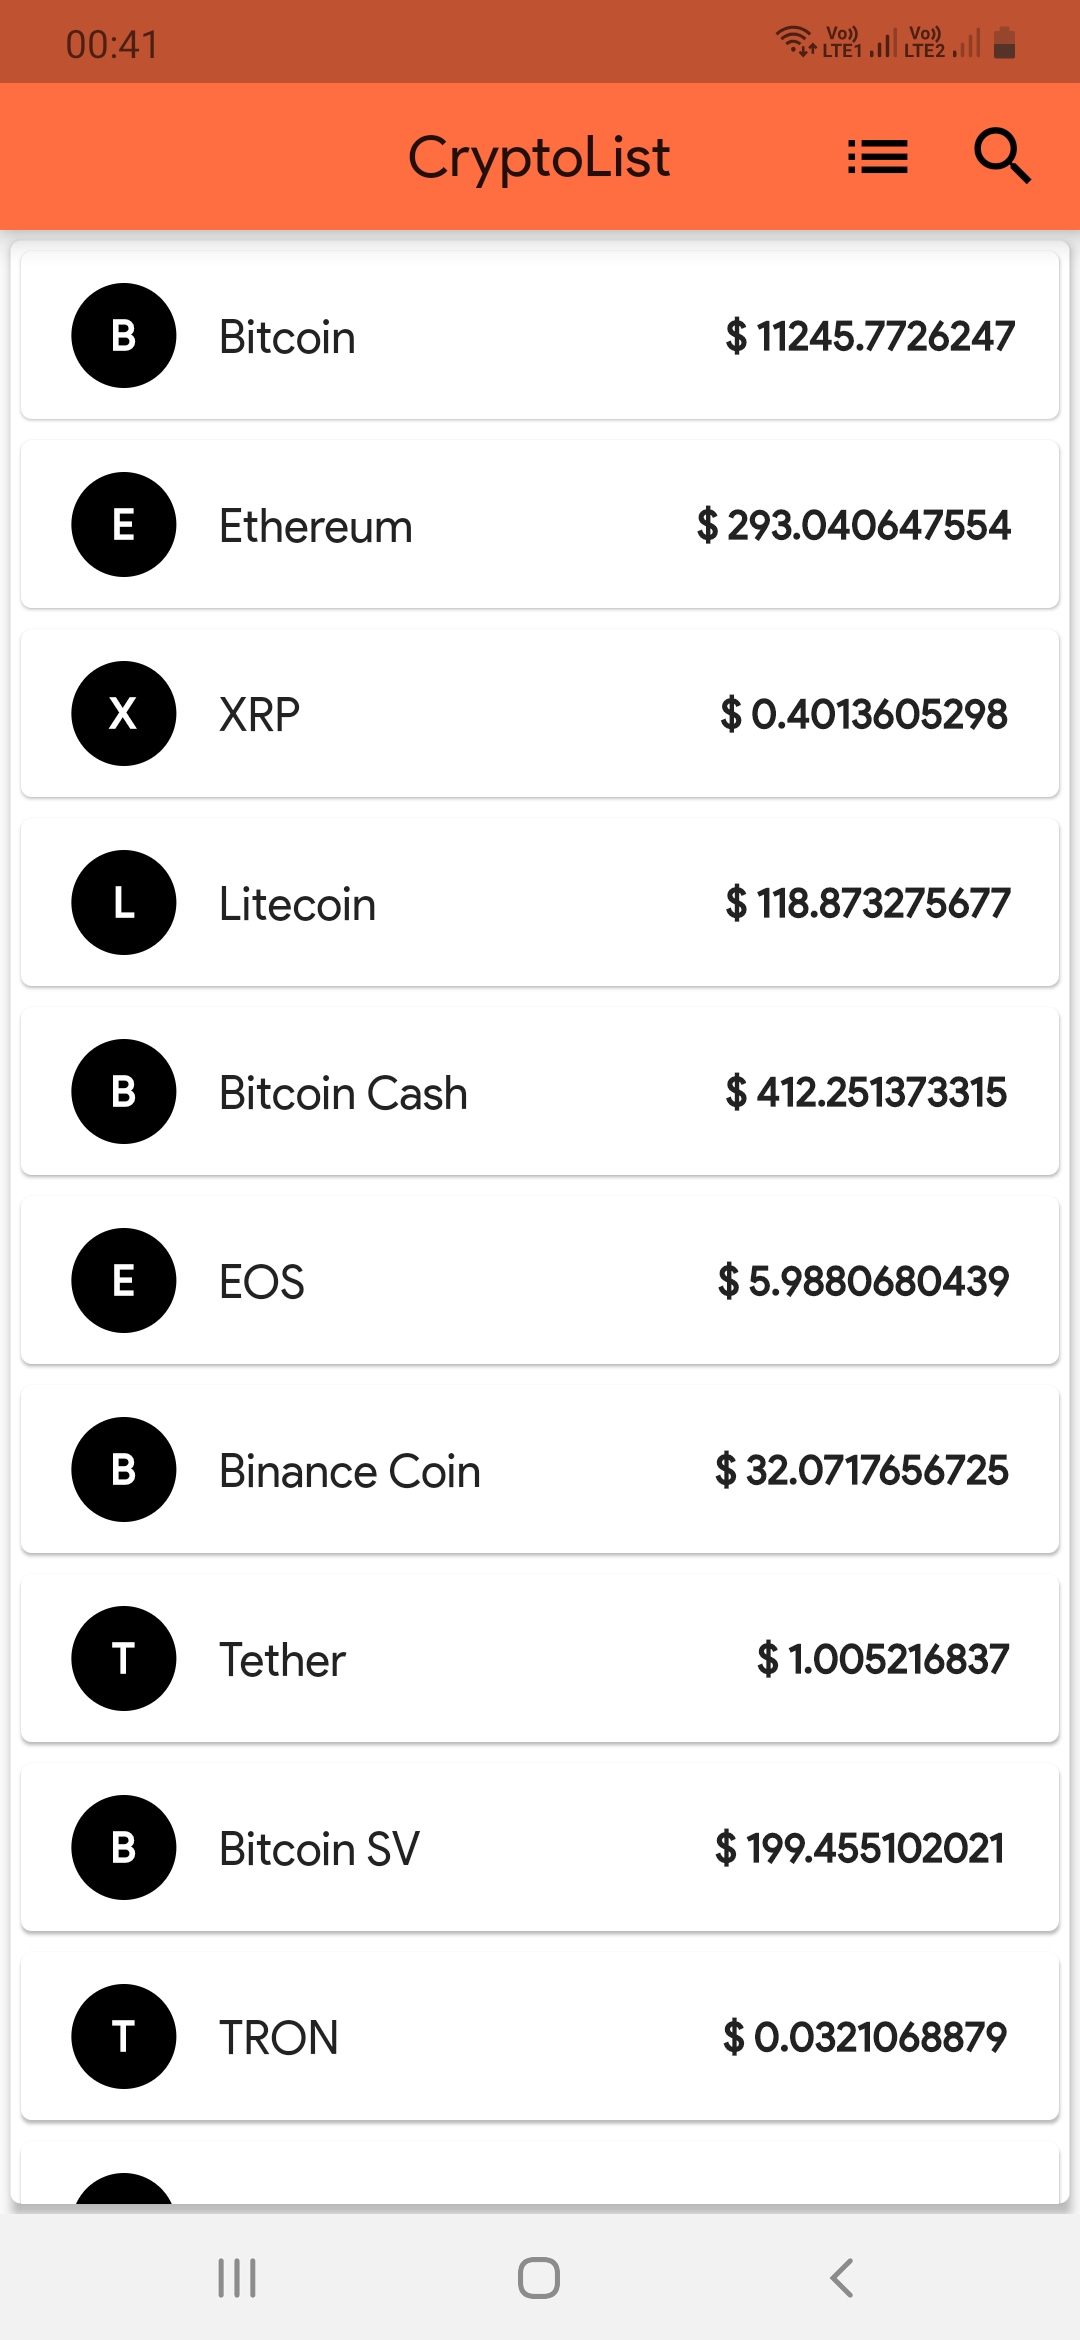 00:41 Vo)) LTE1 Vo)) LTE2
CryptoList
B Bitcoin $ 11245.7726247
E Ethereum $ 293.040647554
X XRP $ 0.4013605298
L Litecoin $ 118.873275677
B Bitcoin Cash $ 412.251373315
E EOS $ 5.9880680439
B Binance Coin $ 32.0717656725
T Tether $ 1.005216837
B Bitcoin SV $ 199.455102021
T TRON $ 0.0321068879